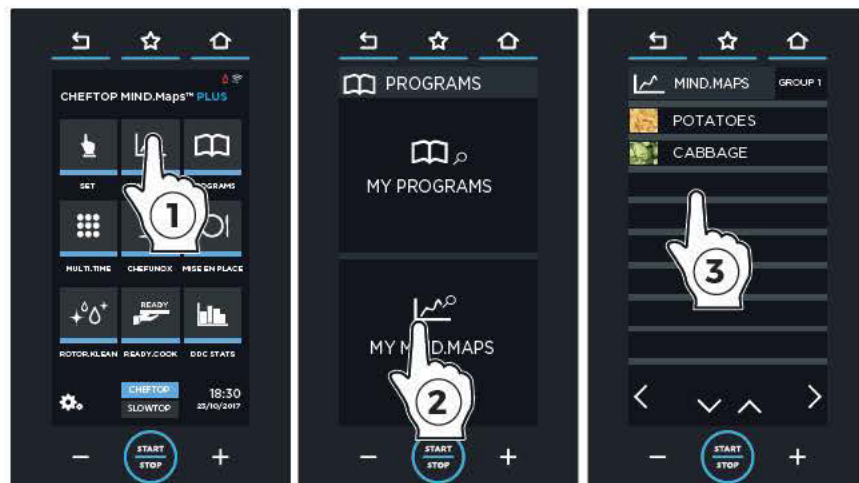 CHEFTOP MIND.Maps™ PLUS
SET
MULTI.TIME
CHEFUNOX
MISE EN PLACE
READY
ROTOR.KLEAN
READY.COOK
DDC STATS
CHEFTOP
SLOWTOP
18:30
23/10/2017
START
STOP
1
PROGRAMS
MY PROGRAMS
MY
MAPS
2
START
STOP
MIND.MAPS
GROUP 1
POTATOES
CABBAGE
3
START
STOP